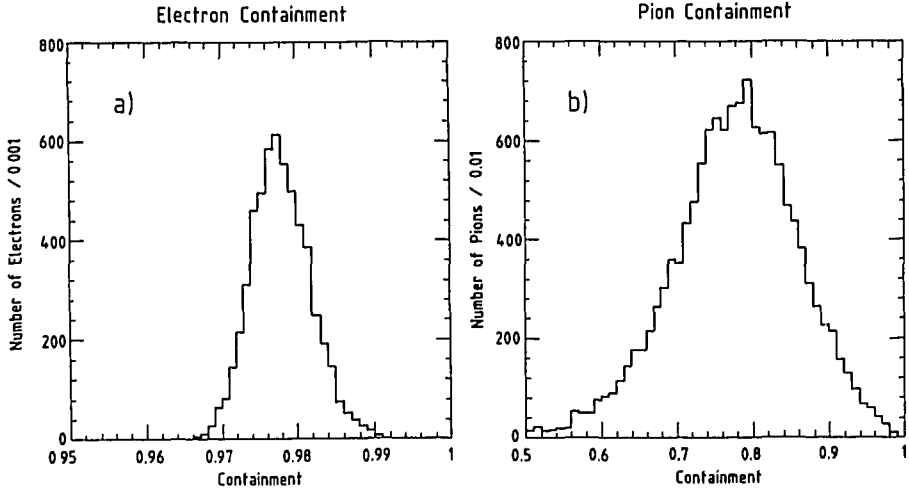 Electron Containment
800
600
400
200
0
a)
Number of Electrons / 0 001
0.95
0.96
0.97
0.98
0.99
1
Containment
Pion Containment
800
600
400
200
0
b)
Number of Pions / 0.01
0.5
0.6
0.7
0.8
0.9
1
Containment